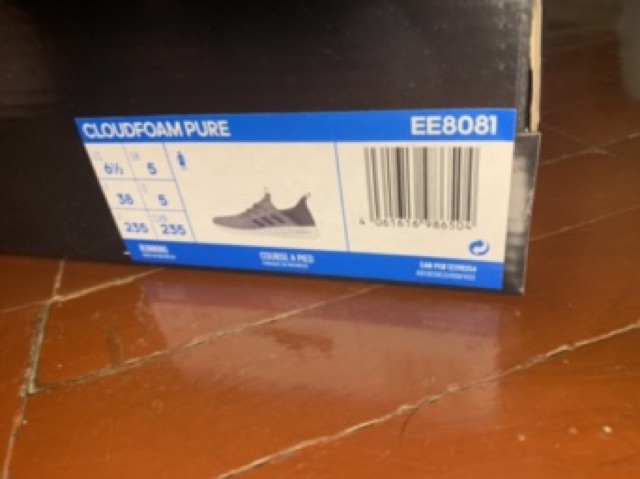 CLOUDFOAM PURE EE8081
6½ 5
38 5
235 235
4 061616 986504
RUNNING COURSE A PIED